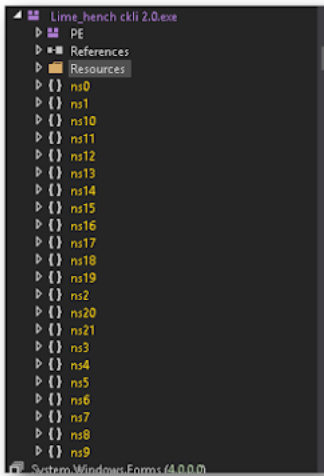 Lime_hench ckli 2.0.exe
PE
References
Resources
{ } ns0
{ } ns1
{ } ns10
{ } ns11
{ } ns12
{ } ns13
{ } ns14
{ } ns15
{ } ns16
{ } ns17
{ } ns18
{ } ns19
{ } ns2
{ } ns20
{ } ns21
{ } ns3
{ } ns4
{ } ns5
{ } ns6
{ } ns7
{ } ns8
{ } ns9
System.Windows.Forms (4.0.0.0)